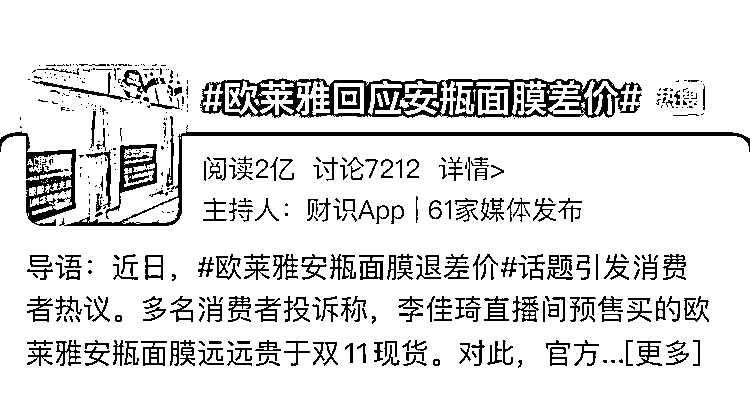 #欧莱雅回应安瓶面膜差价# 热搜
阅读2亿 讨论7212 详情>
主持人：财识App | 61家媒体发布
导语：近日，#欧莱雅安瓶面膜退差价#话题引发消费
者热议。多名消费者投诉称，李佳琦直播间预售买的欧
莱雅安瓶面膜远远贵于双11现货。对此，官方...[更多]